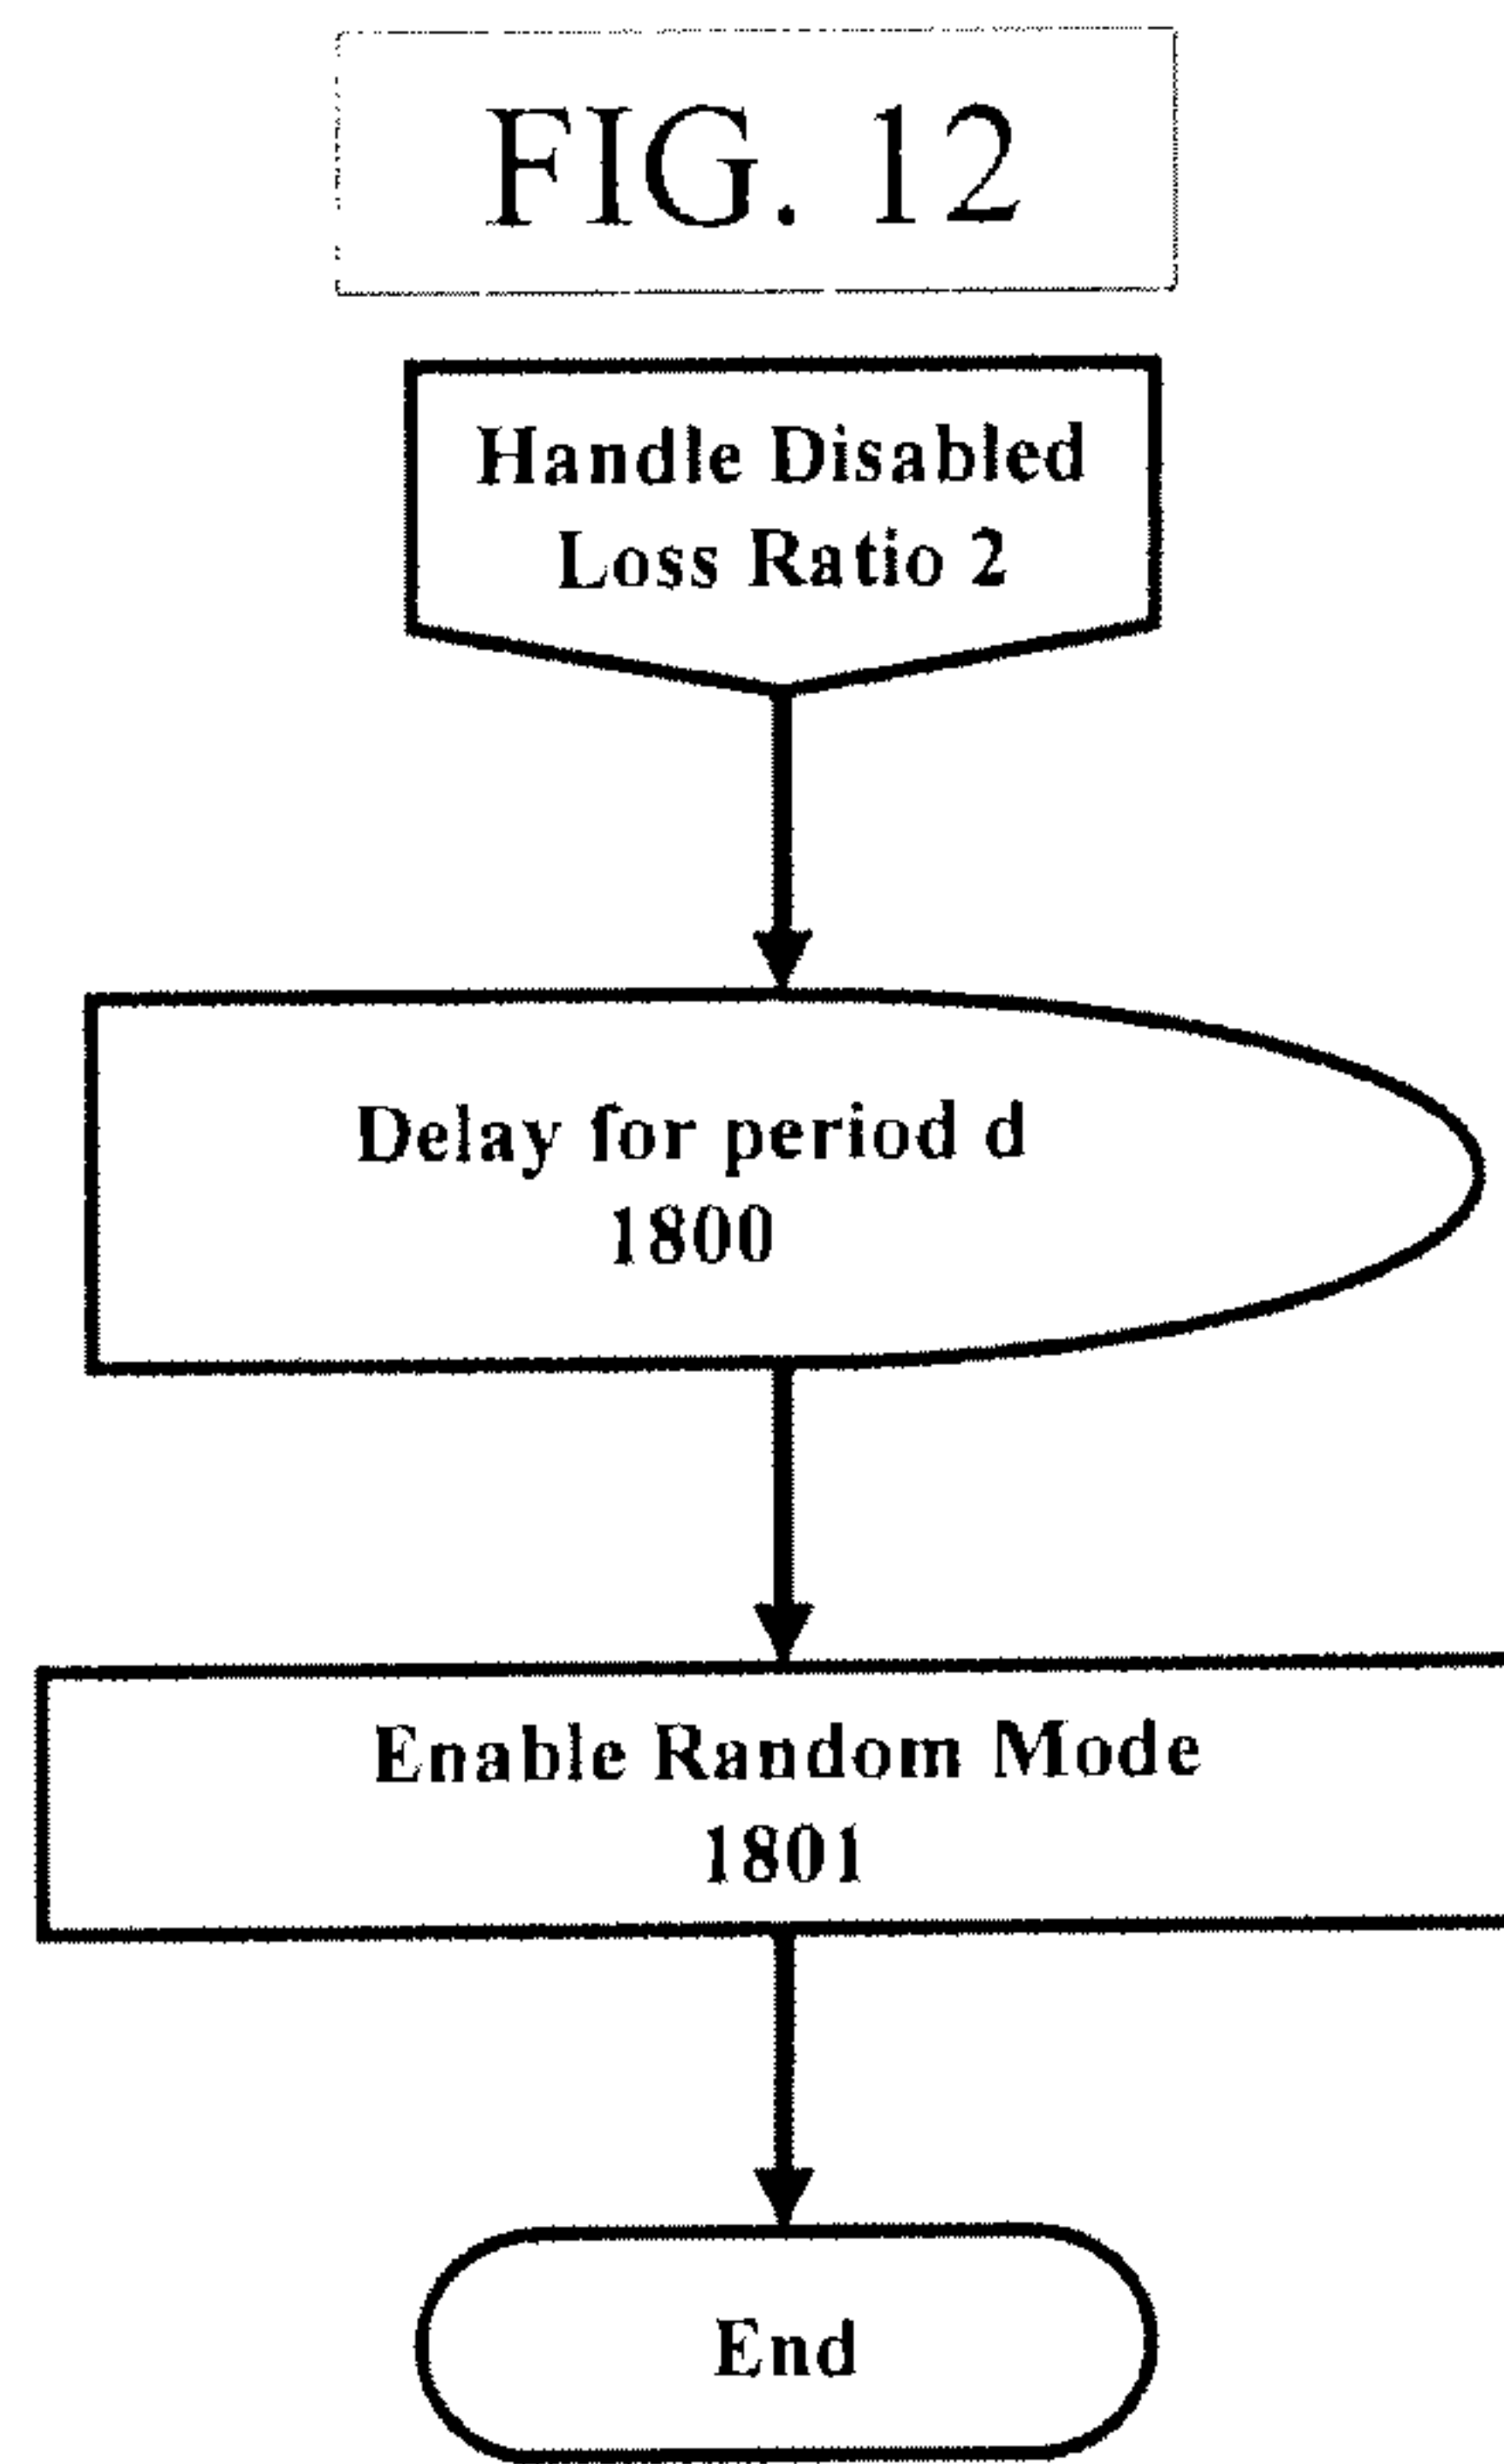 FIG. 12
Handle Disabled
Loss Ratio 2
Delay for period d
1800
Enable Random Mode
1801
End